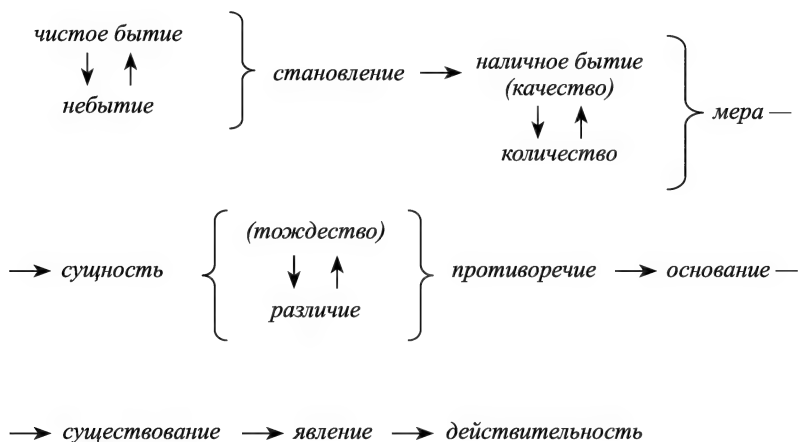 чистое бытие
небытие
становление
наличное бытие
(качество)
количество
мера —
сущность
(тождество)
различие
противоречие
основание —
существование
явление
действительность